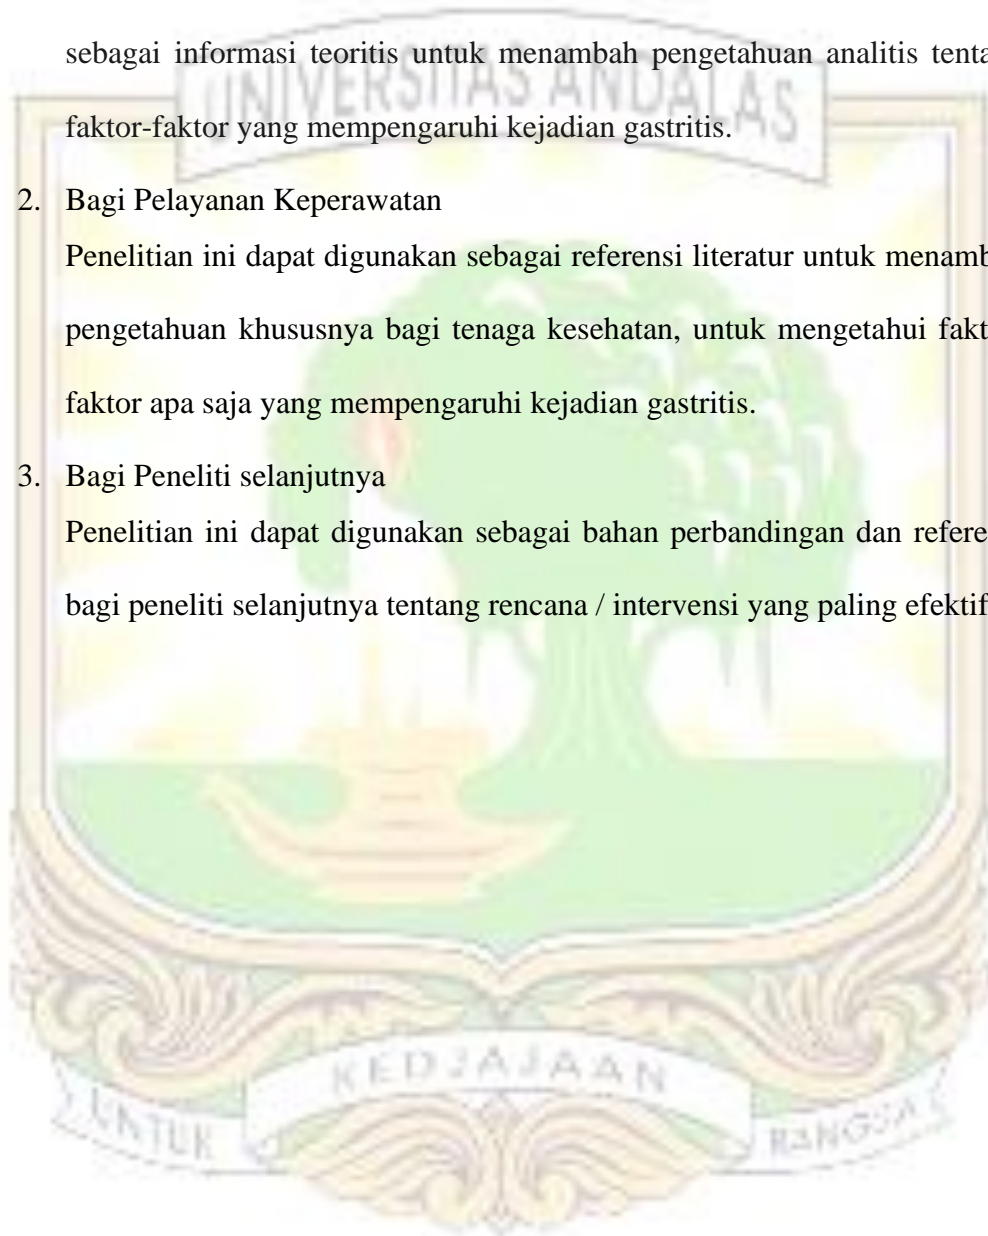 sebagai informasi teoritis untuk menambah pengetahuan analitis tenta
UNIVERSITAS ANDALAS
faktor-faktor yang mempengaruhi kejadian gastritis.
2. Bagi Pelayanan Keperawatan
Penelitian ini dapat digunakan sebagai referensi literatur untuk menamb
pengetahuan khususnya bagi tenaga kesehatan, untuk mengetahui fakt
faktor apa saja yang mempengaruhi kejadian gastritis.
3. Bagi Peneliti selanjutnya
Penelitian ini dapat digunakan sebagai bahan perbandingan dan refere
bagi peneliti selanjutnya tentang rencana / intervensi yang paling efektif
UNTUK KEDJAJAAN BANGSA